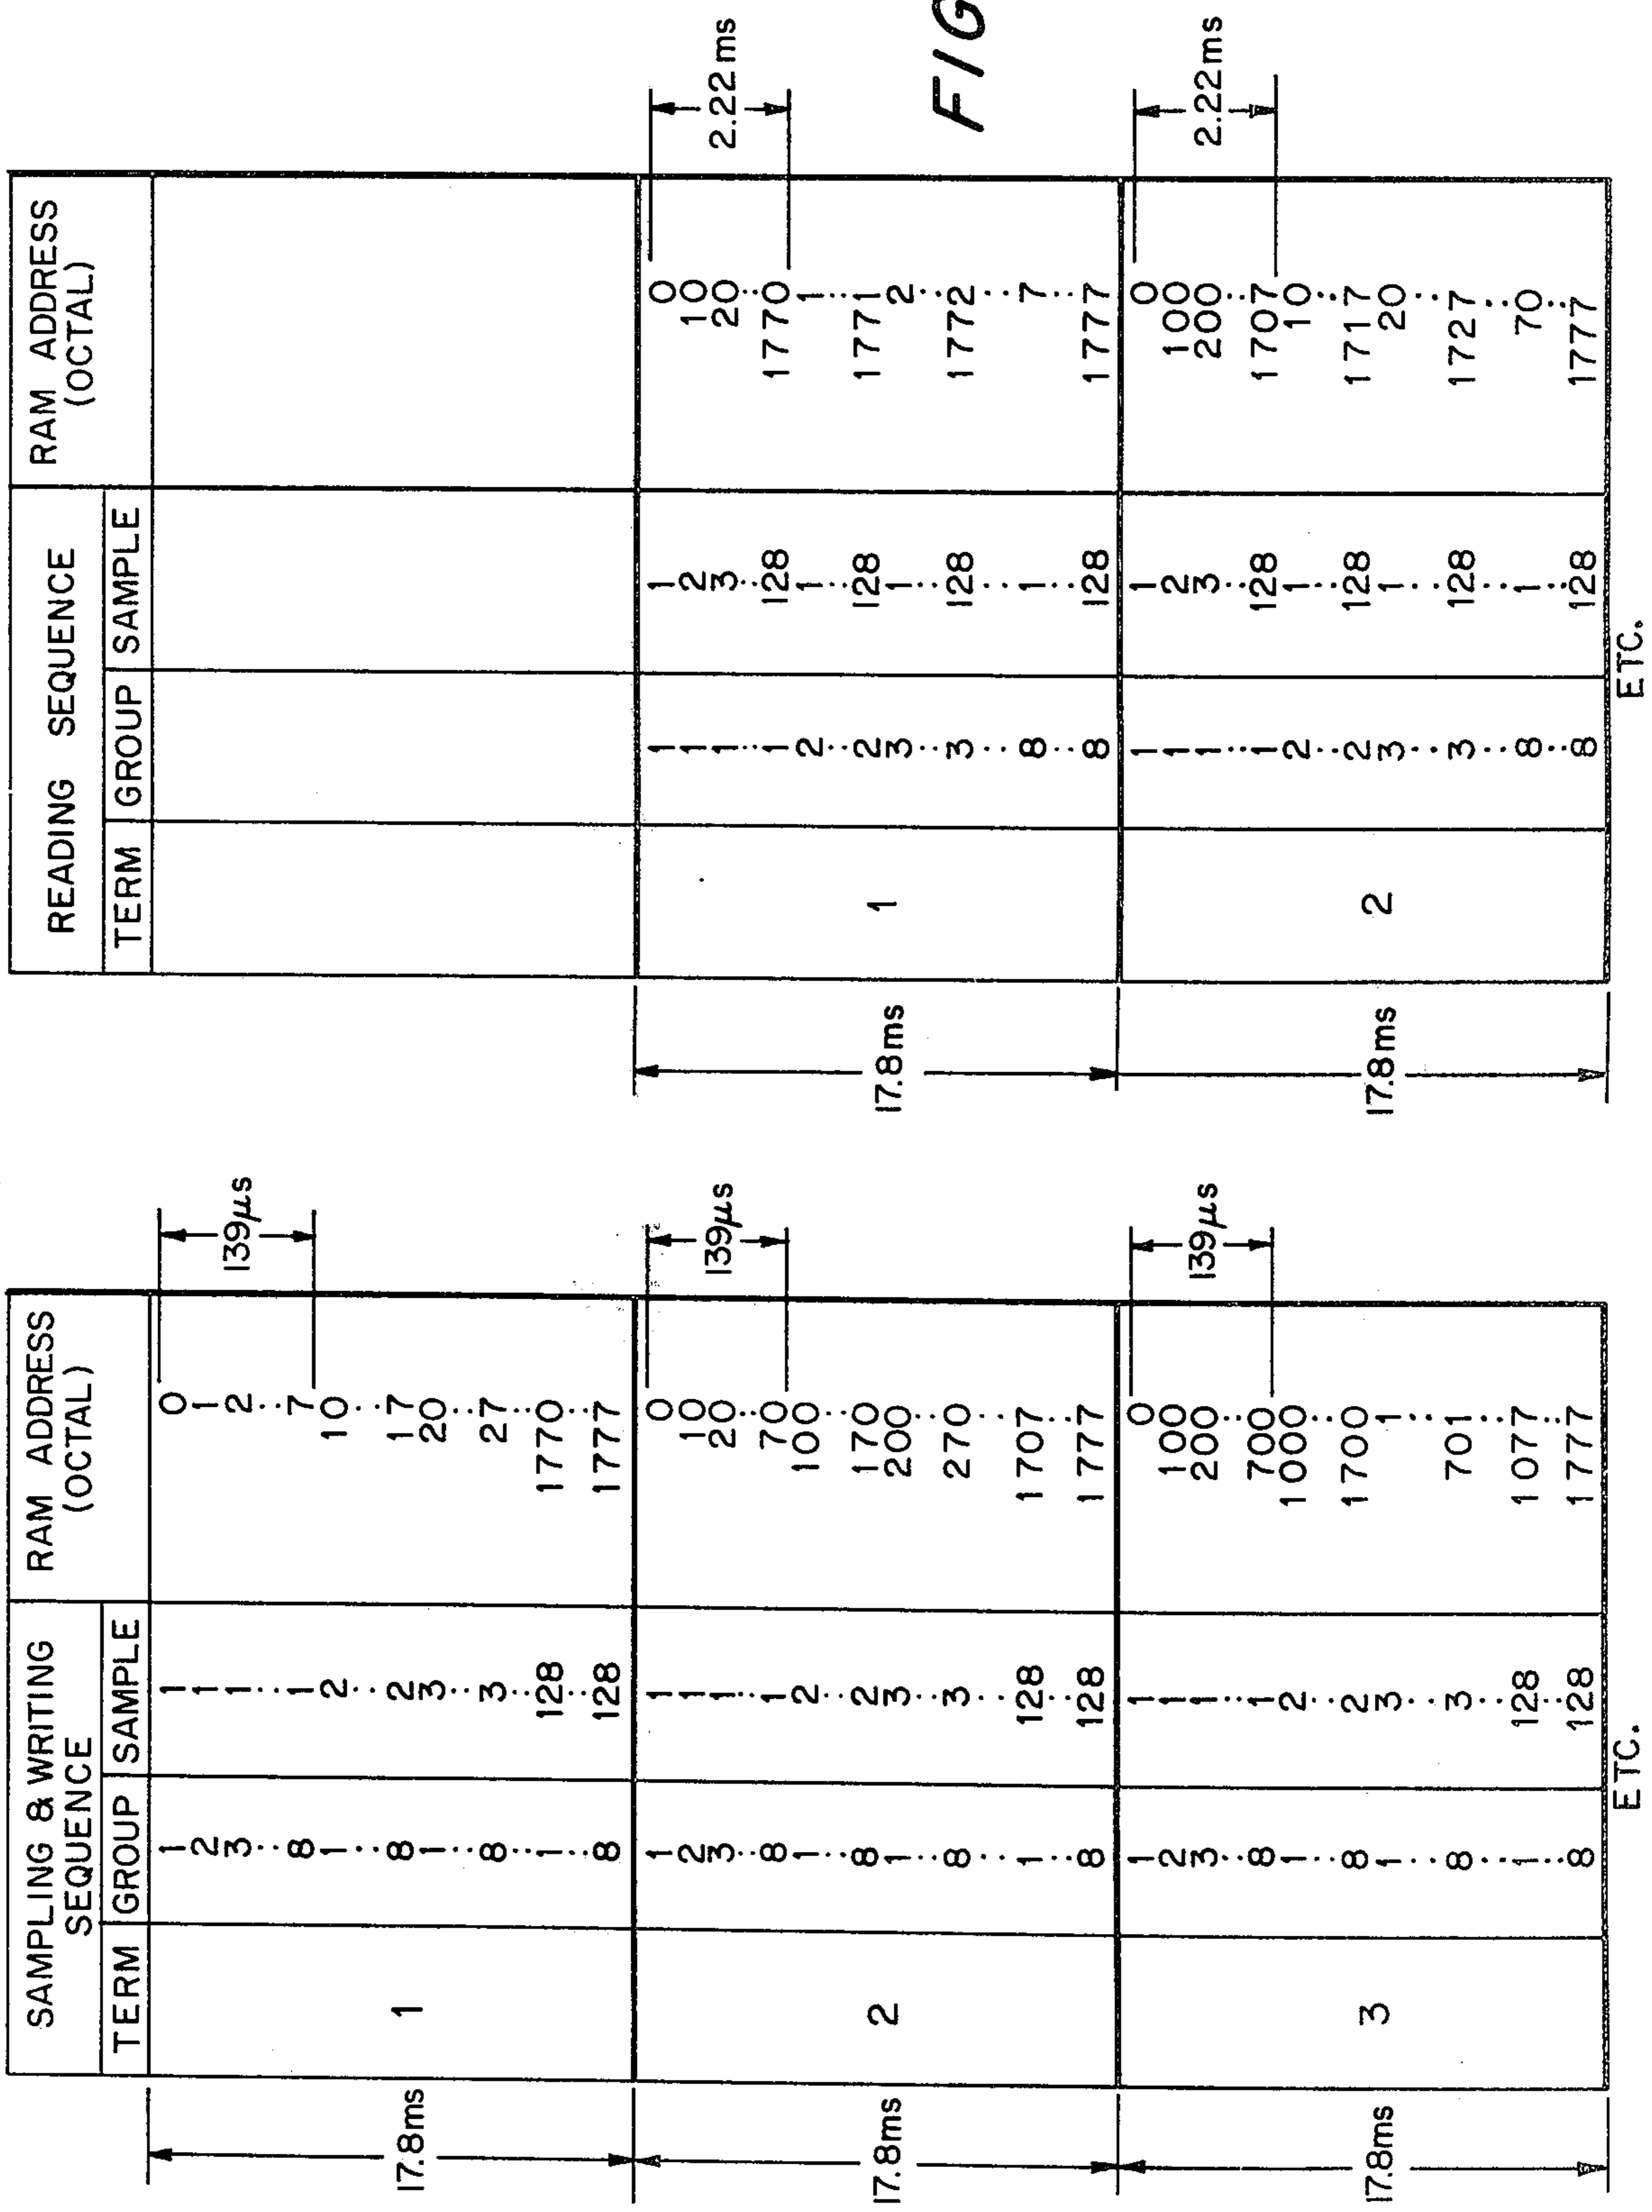 SAMPLING & WRITING SEQUENCE RAM ADDRESS (OCTAL)
TERM GROUP SAMPLE
17.8ms 1 139µs
1 1 0
2 1 1
3 1 2
: : :
8 1 7
1 2 10
: : :
8 2 17
1 3 20
: : :
8 3 27
: : :
1 128 1770
: : :
8 128 1777
17.8ms 2 139µs
1 1 0
2 1 10
3 1 20
: : :
8 1 70
1 2 100
: : :
8 2 170
1 3 200
: : :
8 3 270
: : :
1 128 1707
: : :
8 128 1777
17.8ms 3 139µs
1 1 0
2 1 100
3 1 200
: : :
8 1 700
1 2 1000
: : :
8 2 1700
1 3 1
: : :
8 3 701
: : :
1 128 1077
: : :
8 128 1777
ETC.
READING SEQUENCE RAM ADDRESS (OCTAL)
TERM GROUP SAMPLE
17.8ms 1 2.22ms
1 1 0
1 2 10
1 3 20
: : :
1 128 1770
2 1 1
: : :
2 128 1771
3 1 2
: : :
3 128 1772
: : :
8 1 7
: : :
8 128 1777
17.8ms 2 2.22ms
1 1 0
1 2 100
1 3 200
: : :
1 128 1707
2 1 10
: : :
2 128 1717
3 1 20
: : :
3 128 1727
: : :
8 1 70
: : :
8 128 1777
ETC.
FIG